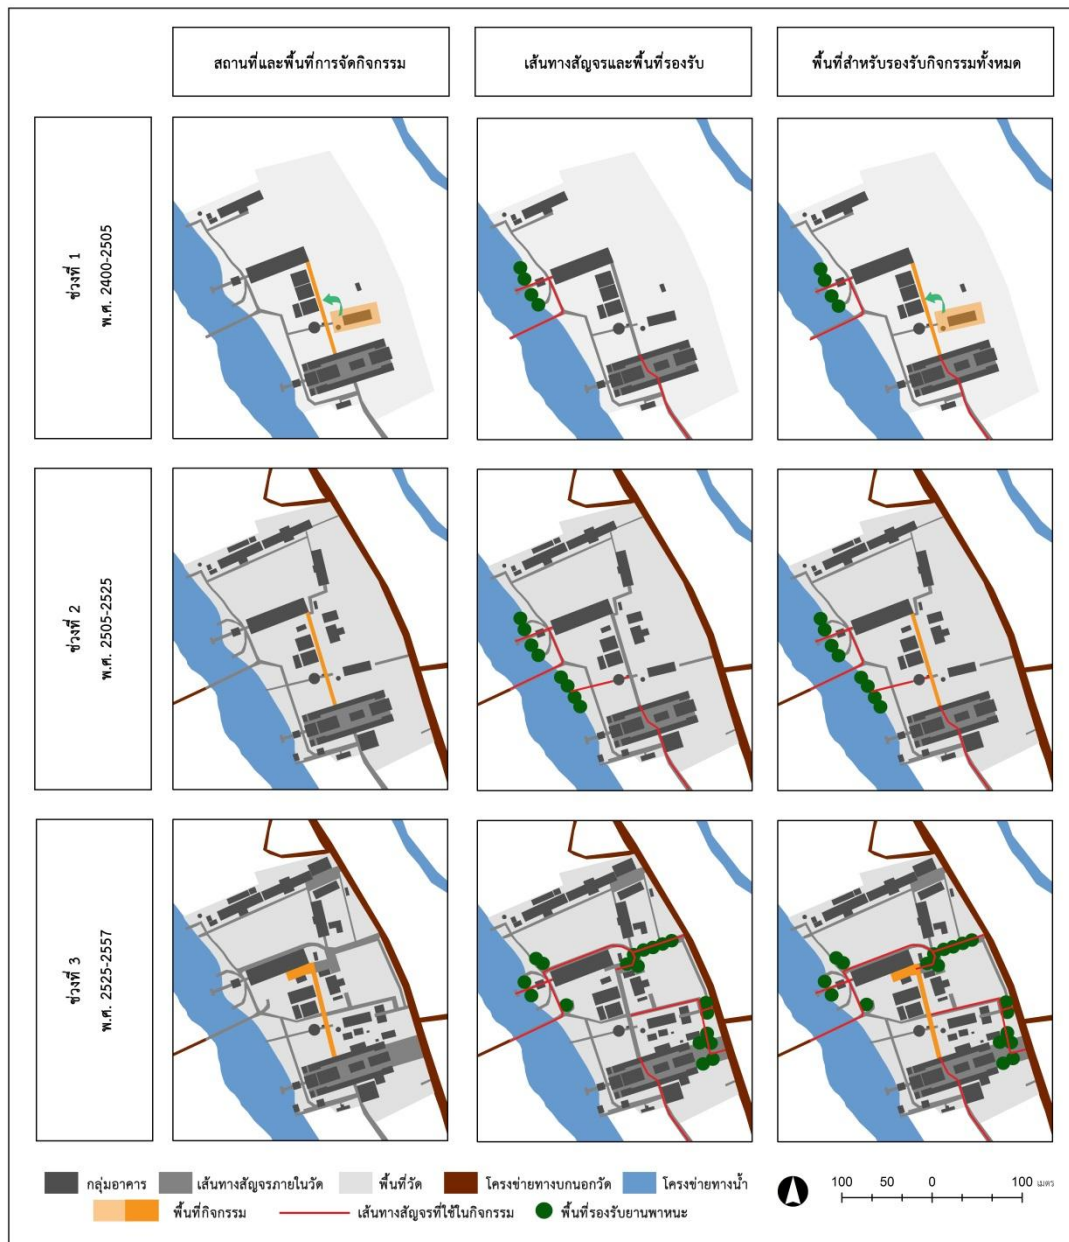 สถานที่และพื้นที่การจัดกิจกรรม
เส้นทางสัญจรและพื้นที่รองรับ
พื้นที่สำหรับรองรับกิจกรรมทั้งหมด
ช่วงที่ 1
พ.ศ. 2400-2505
ช่วงที่ 2
พ.ศ. 2505-2525
ช่วงที่ 3
พ.ศ. 2525-2557
กลุ่มอาคาร เส้นทางสัญจรภายในวัด พื้นที่วัด โครงข่ายทางบกนอกวัด โครงข่ายทางน้ำ
พื้นที่กิจกรรม เส้นทางสัญจรที่ใช้ในกิจกรรม พื้นที่รองรับยานพาหนะ
100 50 0 100 เมตร